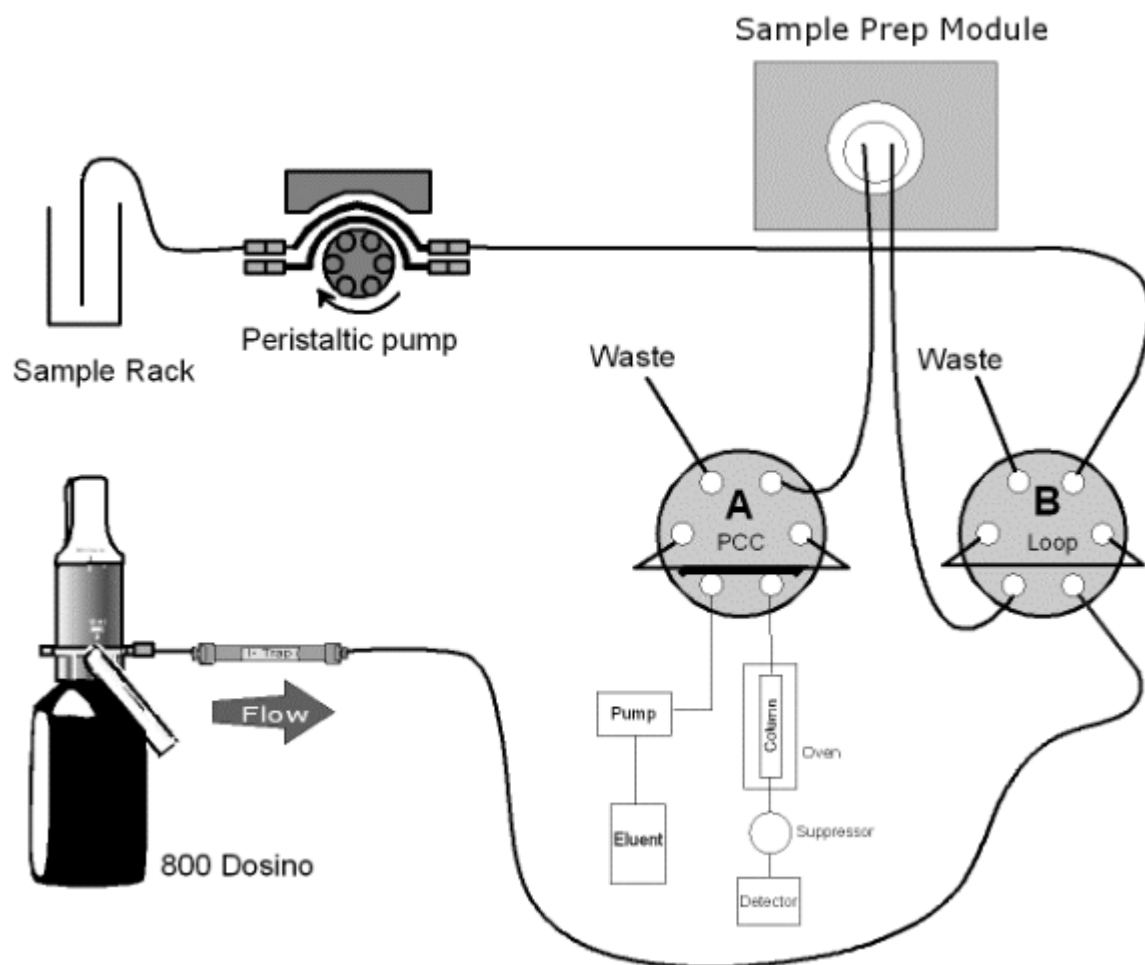 Sample Prep Module
Peristaltic pump
Sample Rack
Waste
Waste
A
PCC
B
Loop
Flow
800 Dosino
Pump
Column
Oven
Eluent
Suppressor
Detector